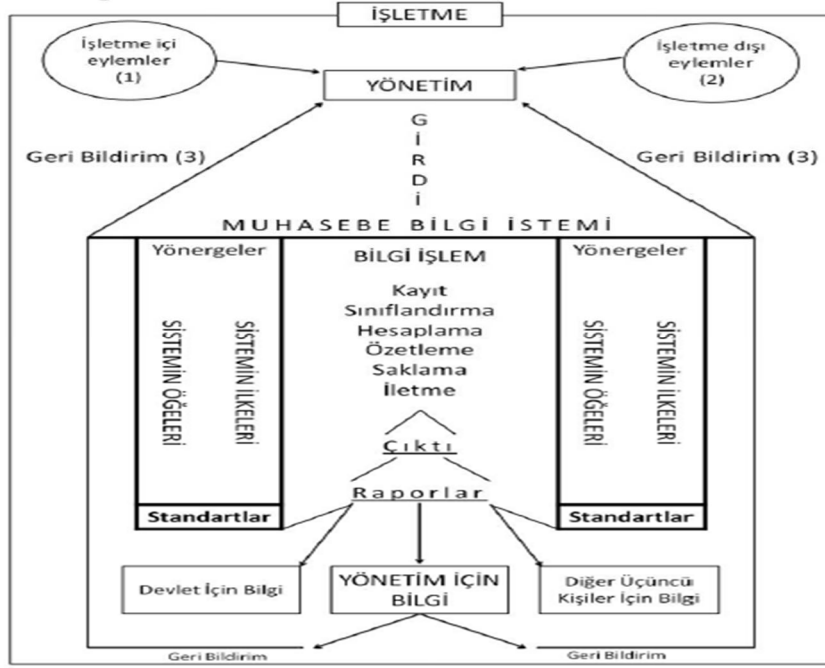 İŞLETME
İşletme içi
eylemler
(1)
İşletme dışı
eylemler
(2)
YÖNETİM
Geri Bildirim (3)
GİRDİ
Geri Bildirim (3)
MUHASEBE BİLGİ İSTEMİ
Yönergeler
SİSTEMİN ÖĞELERİ
SİSTEMİN İLKELERİ
Standartlar
BİLGİ İŞLEM
Kayıt
Sınıflandırma
Hesaplama
Özetleme
Saklama
İletme
Çıktı
Raporlar
Yönergeler
SİSTEMİN ÖĞELERİ
SİSTEMİN İLKELERİ
Standartlar
Devlet İçin Bilgi
YÖNETİM İÇİN
BİLGİ
Diğer Üçüncü
Kişiler İçin Bilgi
Geri Bildirim
Geri Bildirim